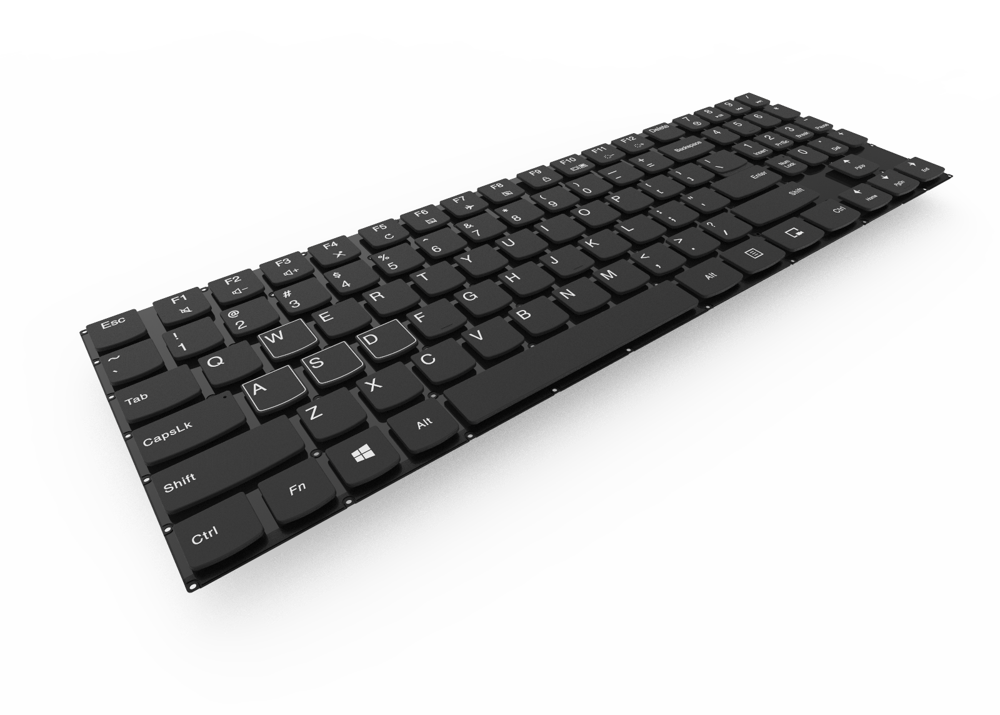 Esc
F1
F2
F3
F4
F5
F6
F7
F8
F9
F10
F11
F12
Delete
7
8
9
/
*
-
Pause
~
`
!
1
@
2
#
3
$
4
%
5
^
6
&
7
*
8
(
9
)
0
—
–
+
=
Backspace
4
5
6
+
Tab
Q
W
E
R
T
Y
U
I
O
P
{
[
}
]
|
\
1
Insert
2
PrtSc
3
Break
CapsLk
A
S
D
F
G
H
J
K
L
:
;
"
'
Enter
Num
Lock
0
.
Del
Shift
Z
X
C
V
B
N
M
<
,
>
.
?
/
Shift
PgUp
Ctrl
Fn
Alt
Alt
Ctrl
Home
PgDn
End